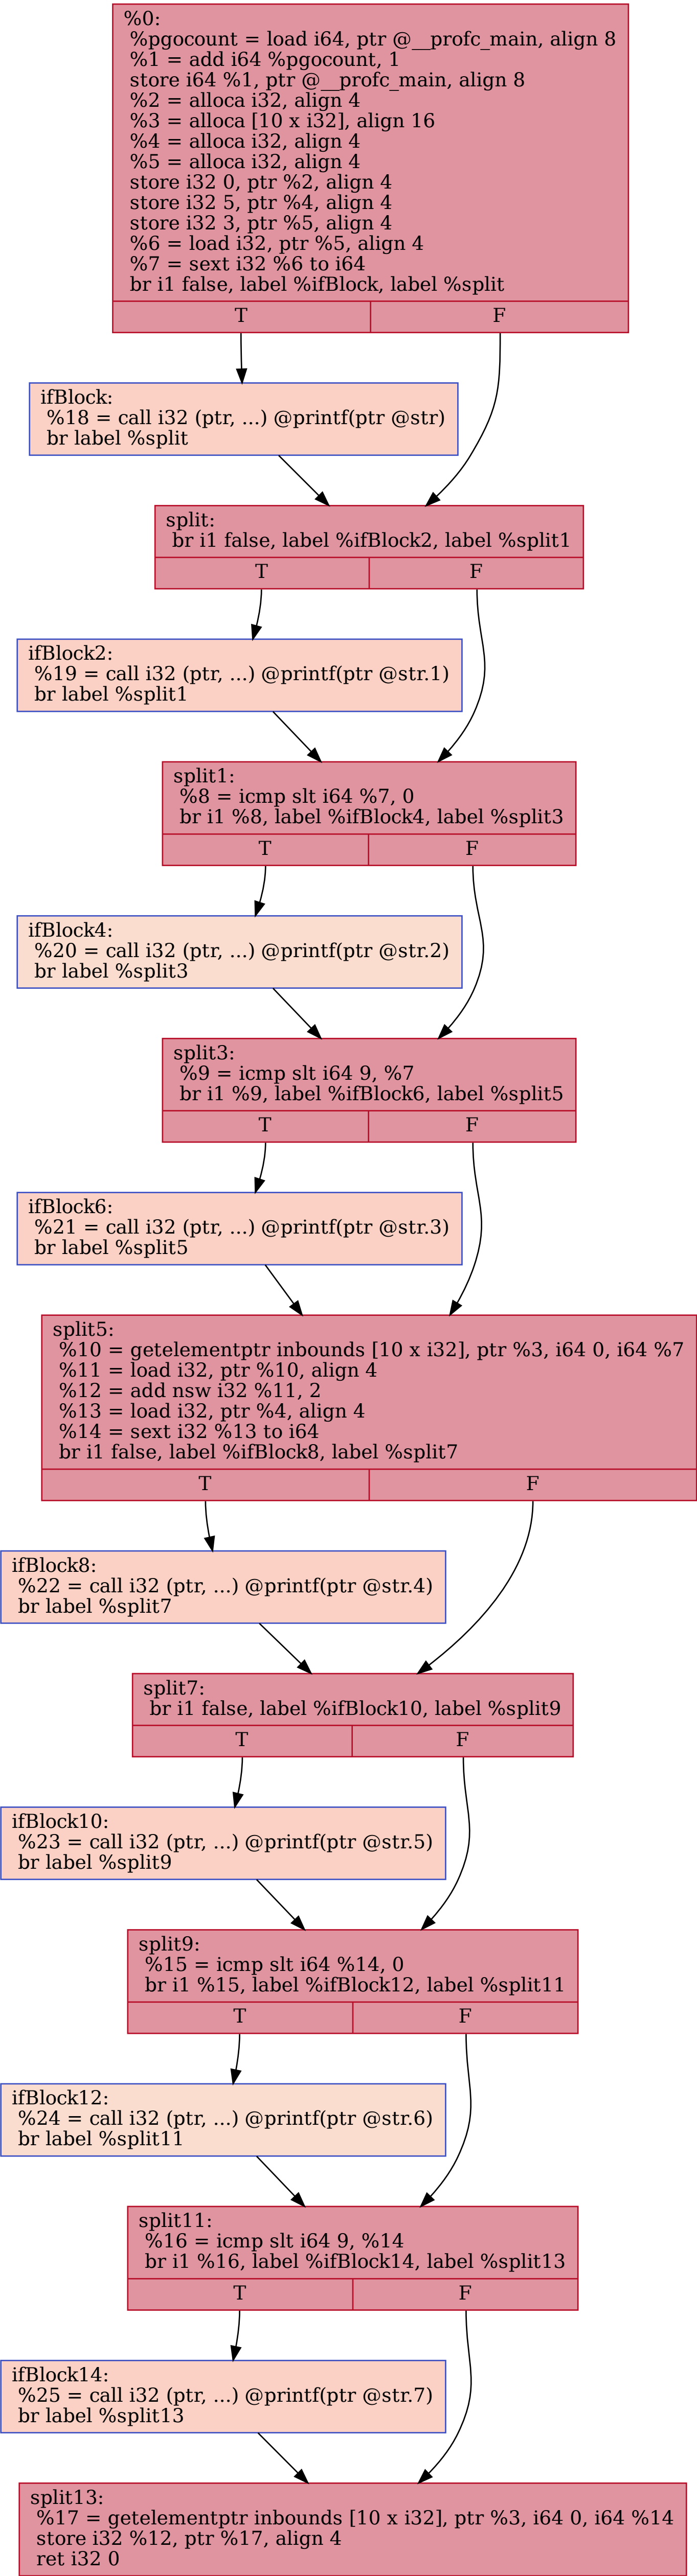 %0:
%pgocount = load i64, ptr @__profc_main, align 8
%1 = add i64 %pgocount, 1
store i64 %1, ptr @__profc_main, align 8
%2 = alloca i32, align 4
%3 = alloca [10 x i32], align 16
%4 = alloca i32, align 4
%5 = alloca i32, align 4
store i32 0, ptr %2, align 4
store i32 5, ptr %4, align 4
store i32 3, ptr %5, align 4
%6 = load i32, ptr %5, align 4
%7 = sext i32 %6 to i64
br i1 false, label %ifBlock, label %split
T F
ifBlock:
%18 = call i32 (ptr, ...) @printf(ptr @str)
br label %split
split:
br i1 false, label %ifBlock2, label %split1
T F
ifBlock2:
%19 = call i32 (ptr, ...) @printf(ptr @str.1)
br label %split1
split1:
%8 = icmp slt i64 %7, 0
br i1 %8, label %ifBlock4, label %split3
T F
ifBlock4:
%20 = call i32 (ptr, ...) @printf(ptr @str.2)
br label %split3
split3:
%9 = icmp slt i64 9, %7
br i1 %9, label %ifBlock6, label %split5
T F
ifBlock6:
%21 = call i32 (ptr, ...) @printf(ptr @str.3)
br label %split5
split5:
%10 = getelementptr inbounds [10 x i32], ptr %3, i64 0, i64 %7
%11 = load i32, ptr %10, align 4
%12 = add nsw i32 %11, 2
%13 = load i32, ptr %4, align 4
%14 = sext i32 %13 to i64
br i1 false, label %ifBlock8, label %split7
T F
ifBlock8:
%22 = call i32 (ptr, ...) @printf(ptr @str.4)
br label %split7
split7:
br i1 false, label %ifBlock10, label %split9
T F
ifBlock10:
%23 = call i32 (ptr, ...) @printf(ptr @str.5)
br label %split9
split9:
%15 = icmp slt i64 %14, 0
br i1 %15, label %ifBlock12, label %split11
T F
ifBlock12:
%24 = call i32 (ptr, ...) @printf(ptr @str.6)
br label %split11
split11:
%16 = icmp slt i64 9, %14
br i1 %16, label %ifBlock14, label %split13
T F
ifBlock14:
%25 = call i32 (ptr, ...) @printf(ptr @str.7)
br label %split13
split13:
%17 = getelementptr inbounds [10 x i32], ptr %3, i64 0, i64 %14
store i32 %12, ptr %17, align 4
ret i32 0